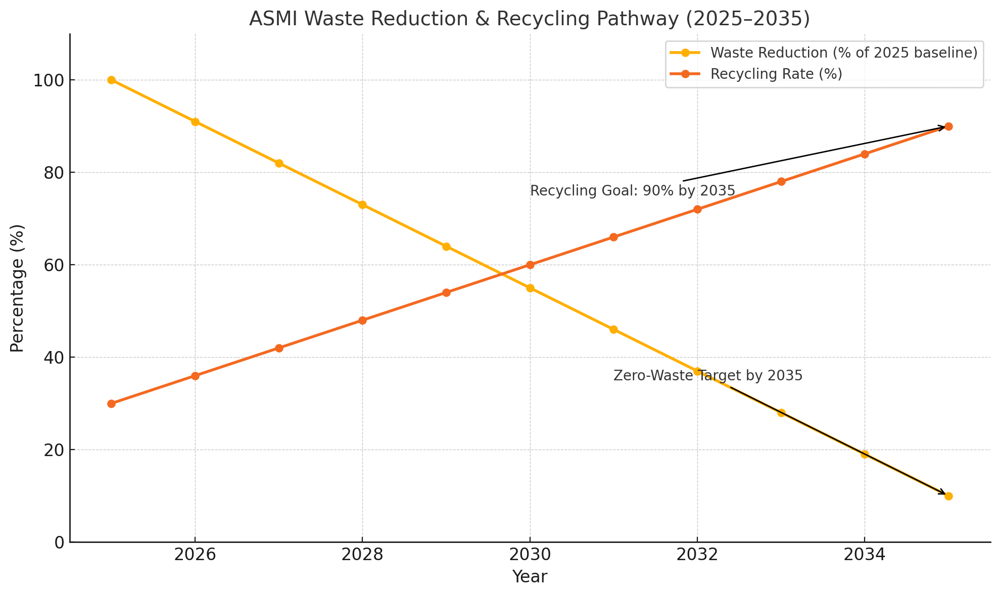 ASMI Waste Reduction & Recycling Pathway (2025–2035)
Waste Reduction (% of 2025 baseline)
Recycling Rate (%)
Percentage (%)
100
80
60
40
20
0
Recycling Goal: 90% by 2035
Zero-Waste Target by 2035
2026
2028
2030
2032
2034
Year